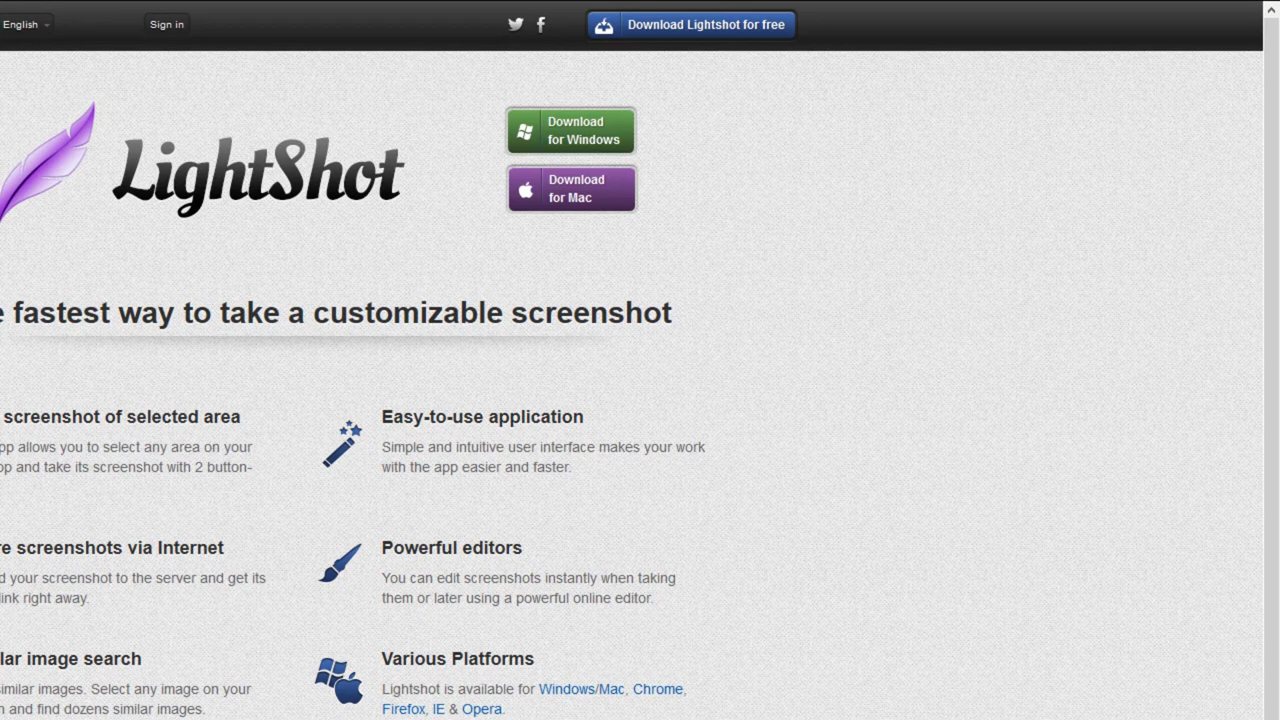 English
Sign in
Download Lightshot for free
LightShot
Download
for Windows
Download
for Mac
fastest way to take a customizable screenshot
screenshot of selected area
allows you to select any area on your
and take its screenshot with 2 button-
Easy-to-use application
Simple and intuitive user interface makes your work
with the app easier and faster.
screenshots via Internet
your screenshot to the server and get its
link right away.
Powerful editors
You can edit screenshots instantly when taking
them or later using a powerful online editor.
image search
similar images. Select any image on your
and find dozens similar images.
Various Platforms
Lightshot is available for Windows/Mac, Chrome,
Firefox, IE & Opera.